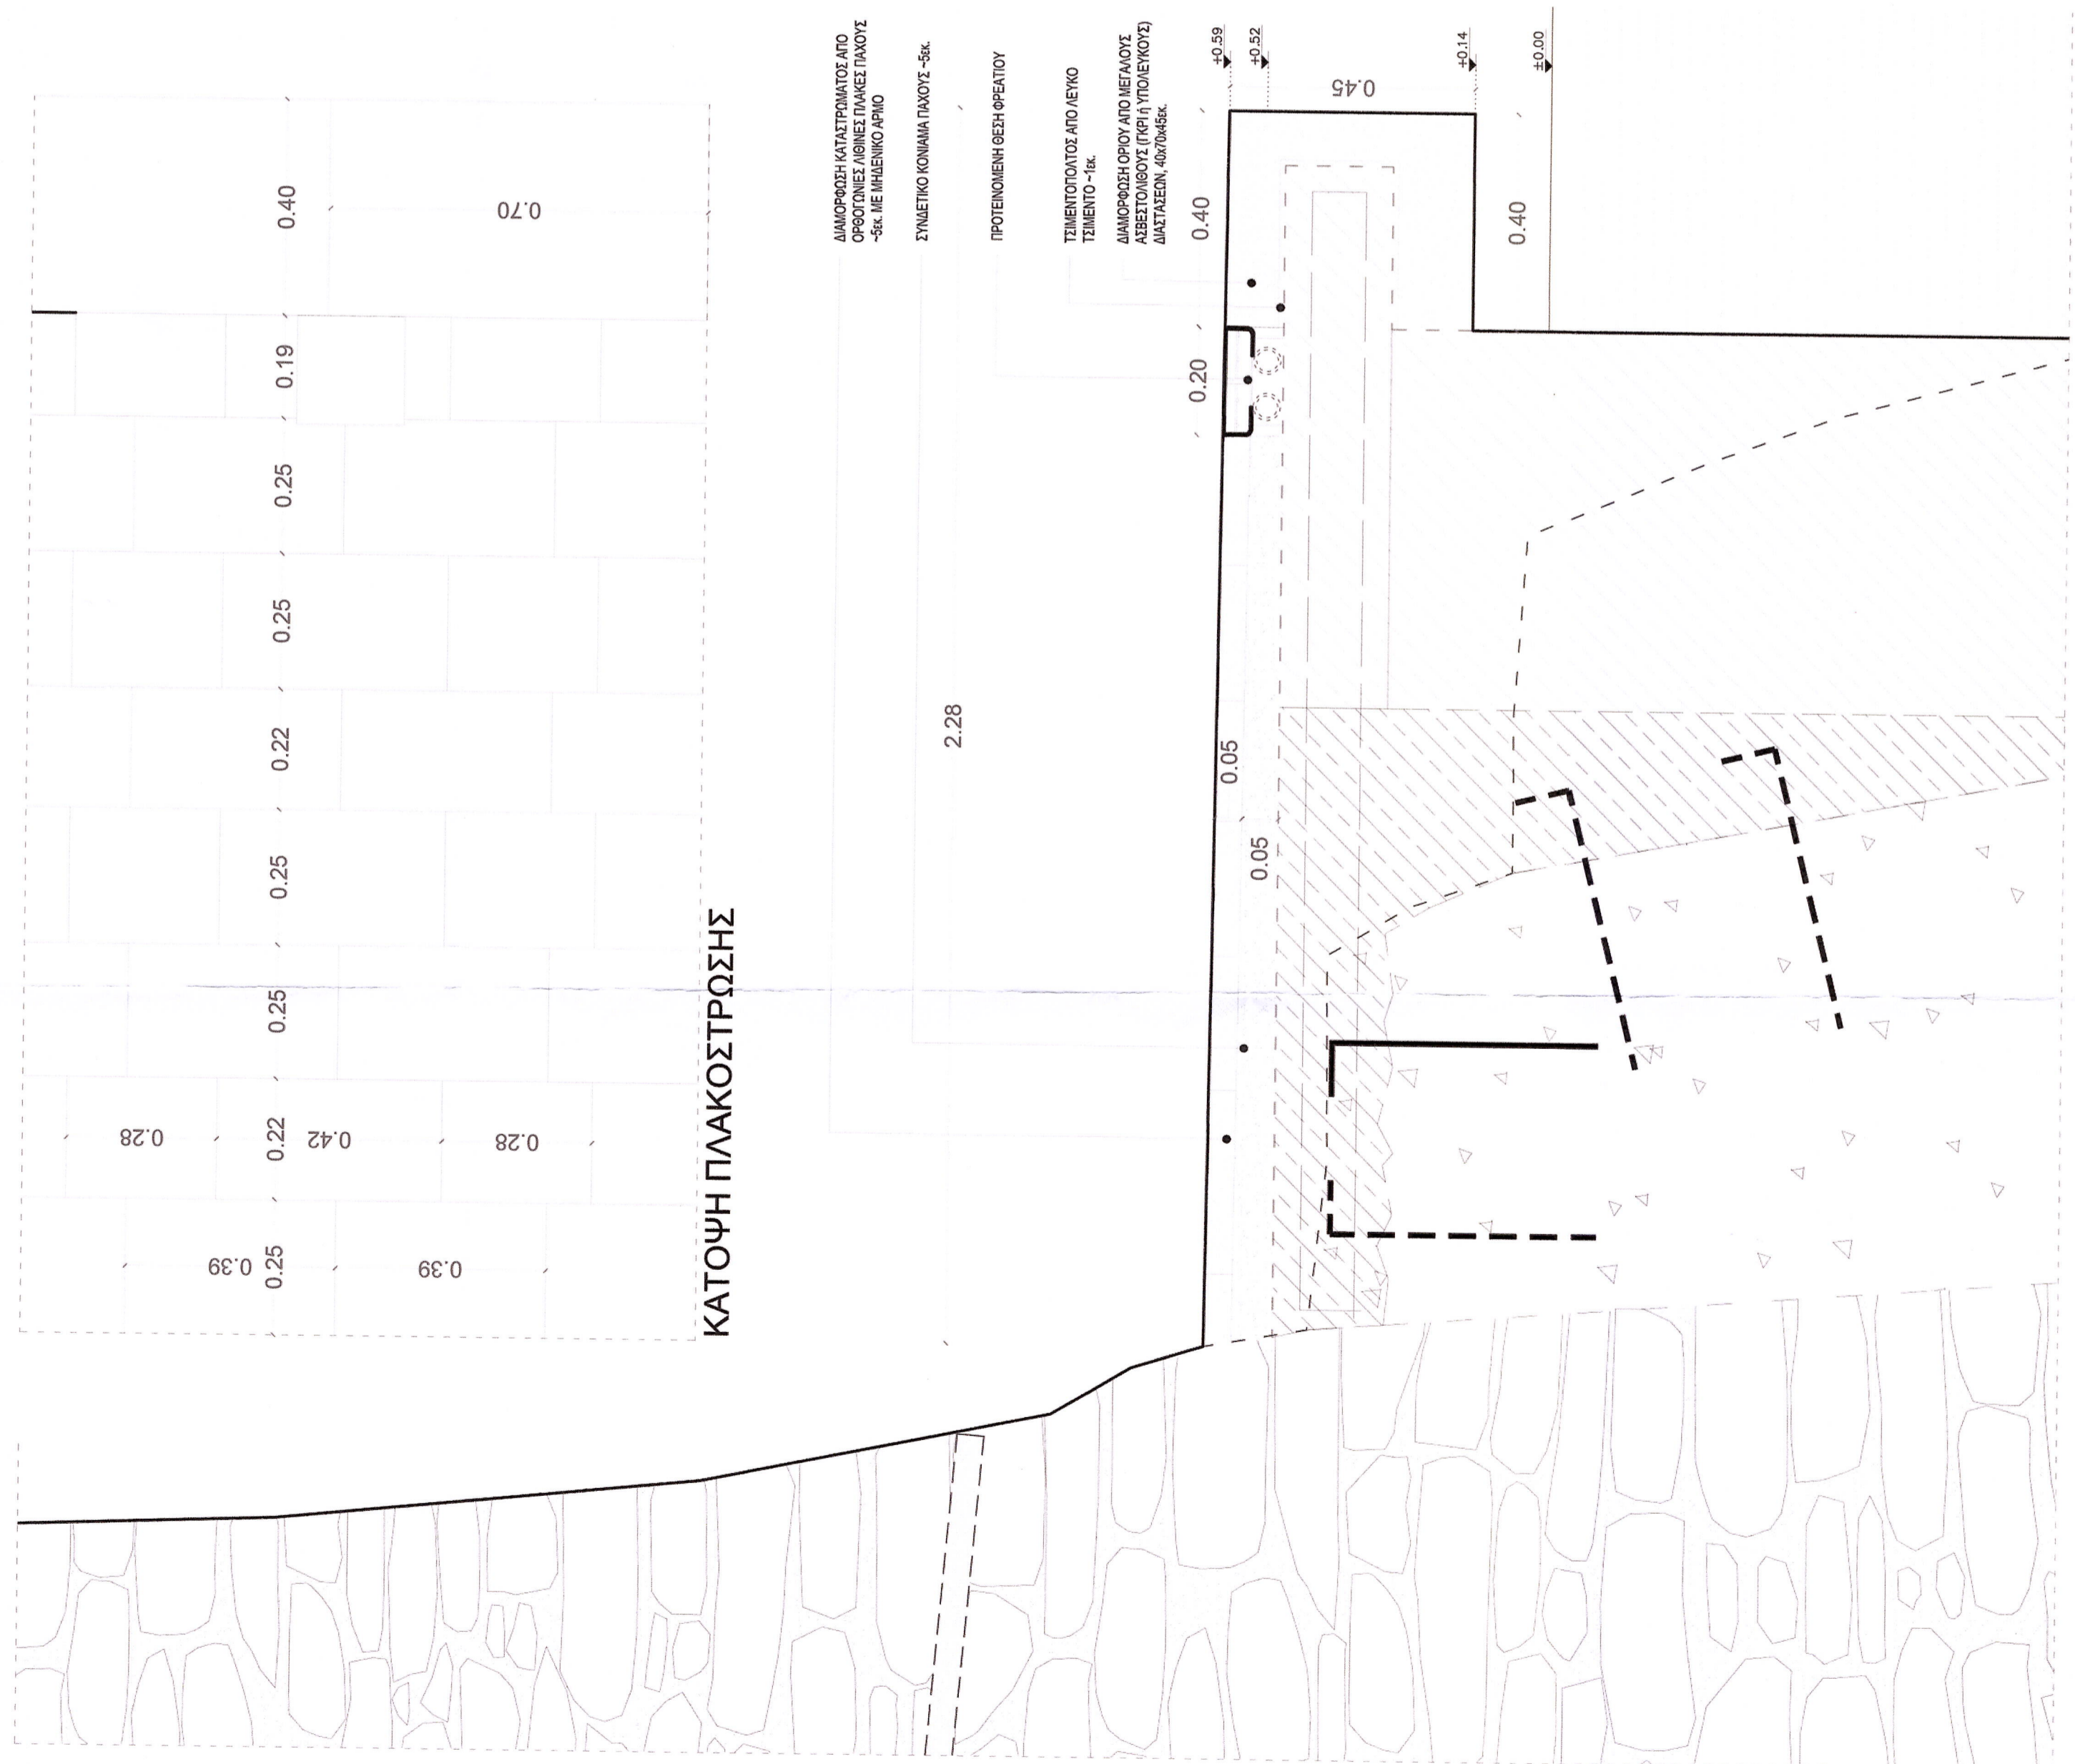 0.25
0.22
0.25
0.25
0.22
0.25
0.25
0.19
0.40
0.39
0.39
0.28
0.42
0.28
0.70
ΚΑΤΟΨΗ ΠΛΑΚΟΣΤΡΩΣΗΣ
ΔΙΑΜΟΡΦΩΣΗ ΚΑΤΑΣΤΡΩΜΑΤΟΣ ΑΠΟ
ΟΡΘΟΓΩΝΙΕΣ ΛΙΘΙΝΕΣ ΠΛΑΚΕΣ ΠΑΧΟΥΣ
~5εκ. ΜΕ ΜΗΔΕΝΙΚΟ ΑΡΜΟ
ΣΥΝΔΕΤΙΚΟ ΚΟΝΙΑΜΑ ΠΑΧΟΥΣ ~5εκ.
ΠΡΟΤΕΙΝΟΜΕΝΗ ΘΕΣΗ ΦΡΕΑΤΙΟΥ
ΤΣΙΜΕΝΤΟΠΟΛΤΟΣ ΑΠΟ ΛΕΥΚΟ
ΤΣΙΜΕΝΤΟ ~1εκ.
ΔΙΑΜΟΡΦΩΣΗ ΟΡΙΟΥ ΑΠΟ ΜΕΓΑΛΟΥΣ
ΑΣΒΕΣΤΟΛΙΘΟΥΣ (ΓΚΡΙ ή ΥΠΟΛΕΥΚΟΥΣ)
ΔΙΑΣΤΑΣΕΩΝ, 40x70x45εκ.
2.28
0.20
0.40
+0.59
+0.52
0.45
+0.14
±0.00
0.40
0.05
0.05